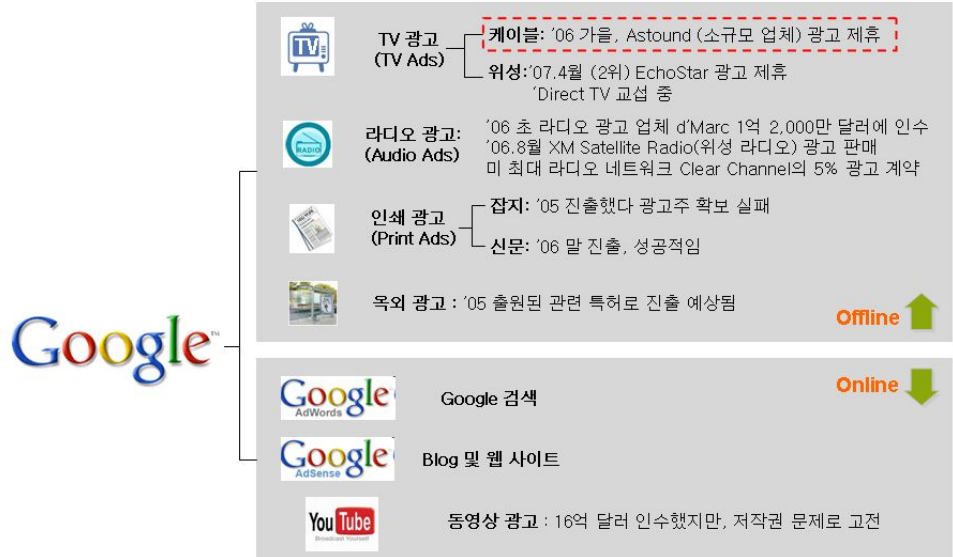 TV
TV 광고
(TV Ads)
케이블: '06 가을, Astound (소규모 업체) 광고 제휴
위성:'07.4월 (2위) EchoStar 광고 제휴
'Direct TV 교섭 중
RADIO
라디오 광고:
(Audio Ads)
'06 초 라디오 광고 업체 d'Marc 1억 2,000만 달러에 인수
'06.8월 XM Satellite Radio(위성 라디오) 광고 판매
미 최대 라디오 네트워크 Clear Channel의 5% 광고 계약
인쇄 광고
(Print Ads)
잡지: '05 진출했다 광고주 확보 실패
신문: '06 말 진출, 성공적임
옥외 광고 : '05 출원된 관련 특허로 진출 예상됨
Offline
Google™
Online
Google
AdWords
Google 검색
Google
AdSense
Blog 및 웹 사이트
YouTube
Broadcast Yourself
동영상 광고 : 16억 달러 인수했지만, 저작권 문제로 고전